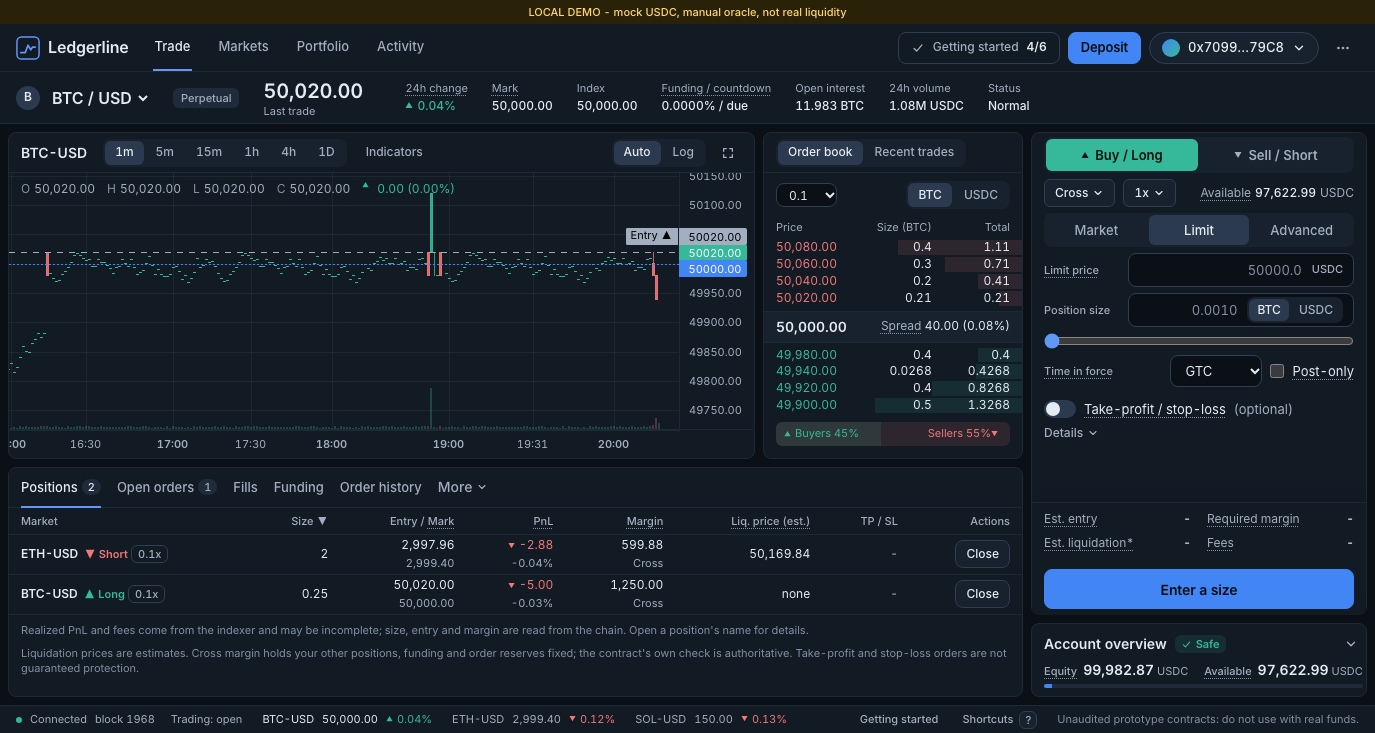 LOCAL DEMO - mock USDC, manual oracle, not real liquidity
Ledgerline Trade Markets Portfolio Activity Getting started 4/6 Deposit 0x7099...79C8
B BTC / USD Perpetual 50,020.00 Last trade
24h change 0.04%
Mark 50,000.00
Index 50,000.00
Funding / countdown 0.0000% / due
Open interest 11.983 BTC
24h volume 1.08M USDC
Status Normal
BTC-USD 1m 5m 15m 1h 4h 1D Indicators Auto Log
O 50,020.00 H 50,020.00 L 50,020.00 C 50,020.00 0.00 (0.00%)
50150.00
50100.00
Entry ▲ 50020.00
50020.00
50000.00
49950.00
49900.00
49850.00
49800.00
49750.00
:00 16:30 17:00 17:30 18:00 19:00 19:31 20:00
Order book Recent trades
0.1 BTC USDC
Price Size (BTC) Total
50,080.00 0.4 1.11
50,060.00 0.3 0.71
50,040.00 0.2 0.41
50,020.00 0.21 0.21
50,000.00 Spread 40.00 (0.08%)
49,980.00 0.4 0.4
49,940.00 0.0268 0.4268
49,920.00 0.4 0.8268
49,900.00 0.5 1.3268
▲ Buyers 45% Sellers 55%▼
▲ Buy / Long ▼ Sell / Short
Cross 1x Available 97,622.99 USDC
Market Limit Advanced
Limit price 50000.0 USDC
Position size 0.0010 BTC USDC
Time in force GTC Post-only
Take-profit / stop-loss (optional)
Details
Est. entry - Required margin -
Est. liquidation* - Fees -
Enter a size
Account overview Safe
Equity 99,982.87 USDC Available 97,622.99 USDC
Positions 2 Open orders 1 Fills Funding Order history More
Market Size ▼ Entry / Mark PnL Margin Liq. price (est.) TP / SL Actions
ETH-USD ▼ Short 0.1x 2 2,997.96 ▼ -2.88 599.88 50,169.84 - Close
2,999.40 -0.04% Cross
BTC-USD ▲ Long 0.1x 0.25 50,020.00 ▼ -5.00 1,250.00 none - Close
50,000.00 -0.03% Cross
Realized PnL and fees come from the indexer and may be incomplete; size, entry and margin are read from the chain. Open a position's name for details.
Liquidation prices are estimates. Cross margin holds your other positions, funding and order reserves fixed; the contract's own check is authoritative. Take-profit and stop-loss orders are not
guaranteed protection.
Connected block 1968 Trading: open BTC-USD 50,000.00 ▲ 0.04% ETH-USD 2,999.40 ▼ 0.12% SOL-USD 150.00 ▼ 0.13% Getting started Shortcuts ? Unaudited prototype contracts: do not use with real funds.